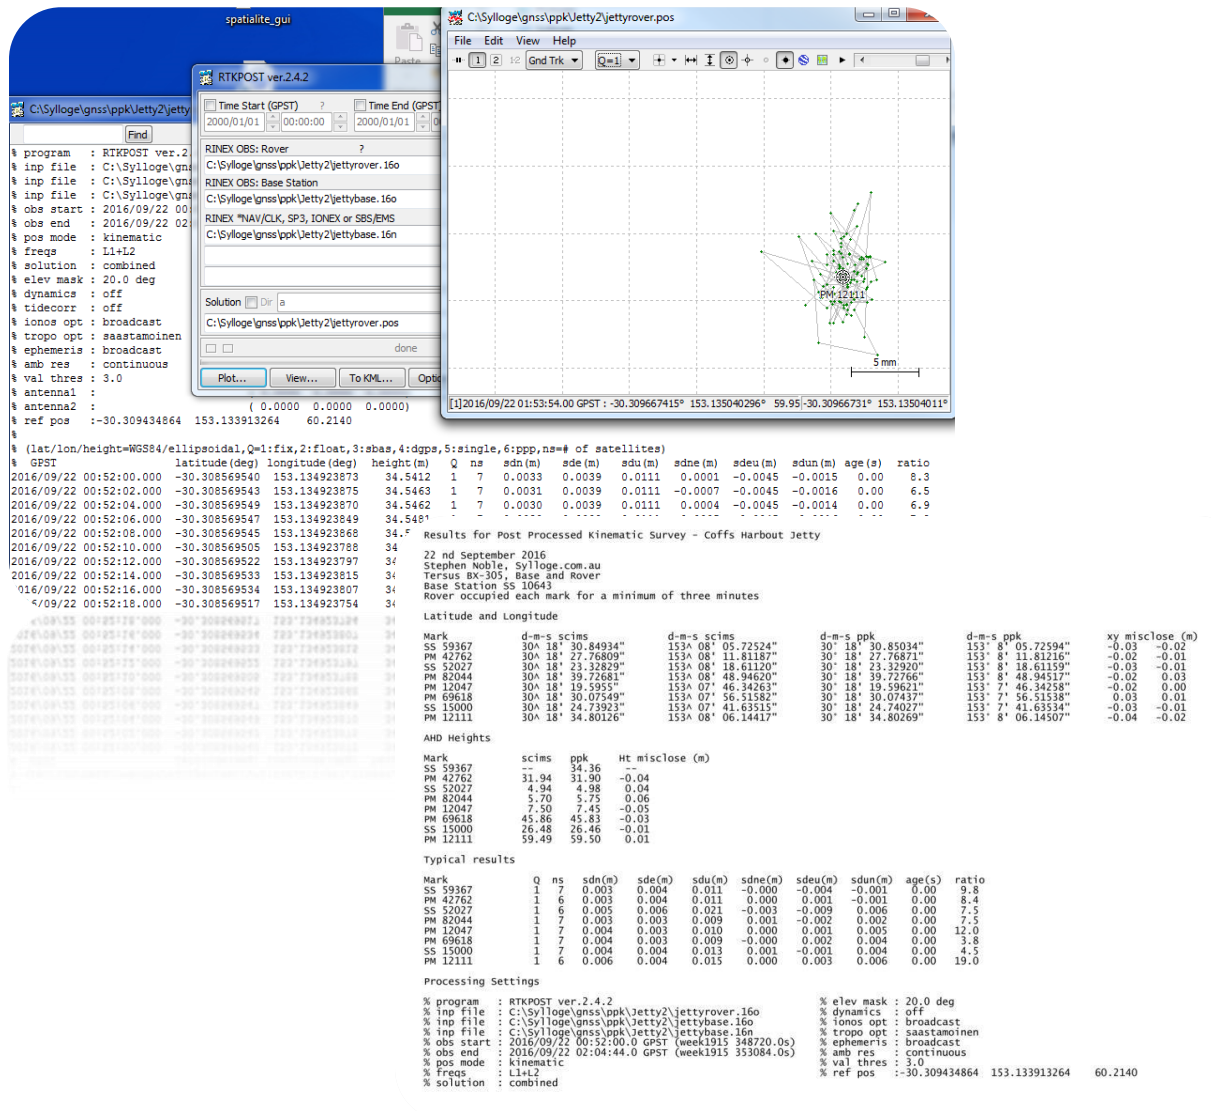 spatialite_gui
C:\Sylloge\gnss\ppk\Jetty2\jettyrover.pos
File Edit View Help
1 2 1-2 Gnd Trk Q=1
PM 12111
5 mm
[1]2016/09/22 01:53:54.00 GPST : -30.309667415° 153.135040296° 59.95 -30.30966731° 153.13504011°
Paste
RTKPOST ver.2.4.2
Time Start (GPST) ? Time End (GPST
2000/01/01 00:00:00 2000/01/01
RINEX OBS: Rover ?
C:\Sylloge\gnss\ppk\Jetty2\jettyrover.16o
RINEX OBS: Base Station
C:\Sylloge\gnss\ppk\Jetty2\jettybase.16o
RINEX *NAV/CLK, SP3, IONEX or SBS/EMS
C:\Sylloge\gnss\ppk\Jetty2\jettybase.16n
Solution Dir a
C:\Sylloge\gnss\ppk\Jetty2\jettyrover.pos
done
Plot... View... To KML... Optio
C:\Sylloge\gnss\ppk\Jetty2\jetty
Find
% program : RTKPOST ver.2.
% inp file : C:\Sylloge\gns
% inp file : C:\Sylloge\gns
% inp file : C:\Sylloge\gns
% obs start : 2016/09/22 00:
% obs end : 2016/09/22 02:
% pos mode : kinematic
% freqs : L1+L2
% solution : combined
% elev mask : 20.0 deg
% dynamics : off
% tidecorr : off
% ionos opt : broadcast
% tropo opt : saastamoinen
% ephemeris : broadcast
% amb res : continuous
% val thres : 3.0
% antenna1 :
% antenna2 : ( 0.0000 0.0000 0.0000)
% ref pos :-30.309434864 153.133913264 60.2140
%
% (lat/lon/height=WGS84/ellipsoidal,Q=1:fix,2:float,3:sbas,4:dgps,5:single,6:ppp,ns=# of satellites)
% GPST latitude(deg) longitude(deg) height(m) Q ns sdn(m) sde(m) sdu(m) sdne(m) sdeu(m) sdun(m) age(s) ratio
2016/09/22 00:52:00.000 -30.308569540 153.134923873 34.5412 1 7 0.0033 0.0039 0.0111 0.0001 -0.0045 -0.0015 0.00 8.3
2016/09/22 00:52:02.000 -30.308569543 153.134923875 34.5463 1 7 0.0031 0.0039 0.0111 -0.0007 -0.0045 -0.0016 0.00 6.5
2016/09/22 00:52:04.000 -30.308569549 153.134923870 34.5462 1 7 0.0030 0.0039 0.0111 0.0004 -0.0045 -0.0014 0.00 6.9
2016/09/22 00:52:06.000 -30.308569547 153.134923849 34.5481
2016/09/22 00:52:08.000 -30.308569545 153.134923868 34.5
2016/09/22 00:52:10.000 -30.308569505 153.134923788 34
2016/09/22 00:52:12.000 -30.308569522 153.134923797 34
2016/09/22 00:52:14.000 -30.308569533 153.134923815 34
016/09/22 00:52:16.000 -30.308569534 153.134923807 34
/09/22 00:52:18.000 -30.308569517 153.134923754 34
Results for Post Processed Kinematic Survey - Coffs Harbout Jetty
22 nd September 2016
Stephen Noble, Sylloge.com.au
Tersus BX-305, Base and Rover
Base Station SS 10643
Rover occupied each mark for a minimum of three minutes
Latitude and Longitude
Mark d-m-s scims d-m-s scims d-m-s ppk d-m-s ppk xy misclose (m)
SS 59367 30^ 18' 30.84934" 153^ 08' 05.72524" 30° 18' 30.85034" 153° 8' 05.72594" -0.03 -0.02
PM 42762 30^ 18' 27.76809" 153^ 08' 11.81187" 30° 18' 27.76871" 153° 8' 11.81216" -0.02 -0.01
SS 52027 30^ 18' 23.32829" 153^ 08' 18.61120" 30° 18' 23.32920" 153° 8' 18.61159" -0.03 -0.01
PM 82044 30^ 18' 39.72681" 153^ 08' 48.94620" 30° 18' 39.72766" 153° 8' 48.94517" -0.02 0.03
PM 12047 30^ 18' 19.5955" 153^ 07' 46.34263" 30° 18' 19.59621" 153° 7' 46.34258" -0.02 0.00
PM 69618 30^ 18' 30.07549" 153^ 07' 56.51582" 30° 18' 30.07437" 153° 7' 56.51538" 0.03 0.01
SS 15000 30^ 18' 24.73923" 153^ 07' 41.63515" 30° 18' 24.74027" 153° 7' 41.63534" -0.03 -0.01
PM 12111 30^ 18' 34.80126" 153^ 08' 06.14417" 30° 18' 34.80269" 153° 8' 06.14507" -0.04 -0.02
AHD Heights
Mark scims ppk Ht misclose (m)
SS 59367 -- 34.36 --
PM 42762 31.94 31.90 -0.04
SS 52027 4.94 4.98 0.04
PM 82044 5.70 5.75 0.06
PM 12047 7.50 7.45 -0.05
PM 69618 45.86 45.83 -0.03
SS 15000 26.48 26.46 -0.01
PM 12111 59.49 59.50 0.01
Typical results
Mark Q ns sdn(m) sde(m) sdu(m) sdne(m) sdeu(m) sdun(m) age(s) ratio
SS 59367 1 7 0.003 0.004 0.011 -0.000 -0.004 -0.001 0.00 9.8
PM 42762 1 6 0.003 0.004 0.011 0.000 0.001 -0.001 0.00 8.4
SS 52027 1 6 0.005 0.006 0.021 -0.003 -0.009 0.006 0.00 7.5
PM 82044 1 7 0.003 0.003 0.009 0.001 -0.002 0.002 0.00 7.5
PM 12047 1 7 0.004 0.003 0.010 0.000 0.001 0.005 0.00 12.0
PM 69618 1 7 0.004 0.003 0.009 -0.000 0.002 0.004 0.00 3.8
SS 15000 1 7 0.004 0.004 0.013 0.001 -0.001 0.004 0.00 4.5
PM 12111 1 6 0.006 0.004 0.015 0.000 0.003 0.006 0.00 19.0
Processing Settings
% program : RTKPOST ver.2.4.2 % elev mask : 20.0 deg
% inp file : C:\Sylloge\gnss\ppk\Jetty2\jettyrover.16o % dynamics : off
% inp file : C:\Sylloge\gnss\ppk\Jetty2\jettybase.16o % ionos opt : broadcast
% inp file : C:\Sylloge\gnss\ppk\Jetty2\jettybase.16n % tropo opt : saastamoinen
% obs start : 2016/09/22 00:52:00.0 GPST (week1915 348720.0s) % ephemeris : broadcast
% obs end : 2016/09/22 02:04:44.0 GPST (week1915 353084.0s) % amb res : continuous
% pos mode : kinematic % val thres : 3.0
% freqs : L1+L2 % ref pos :-30.309434864 153.133913264 60.2140
% solution : combined